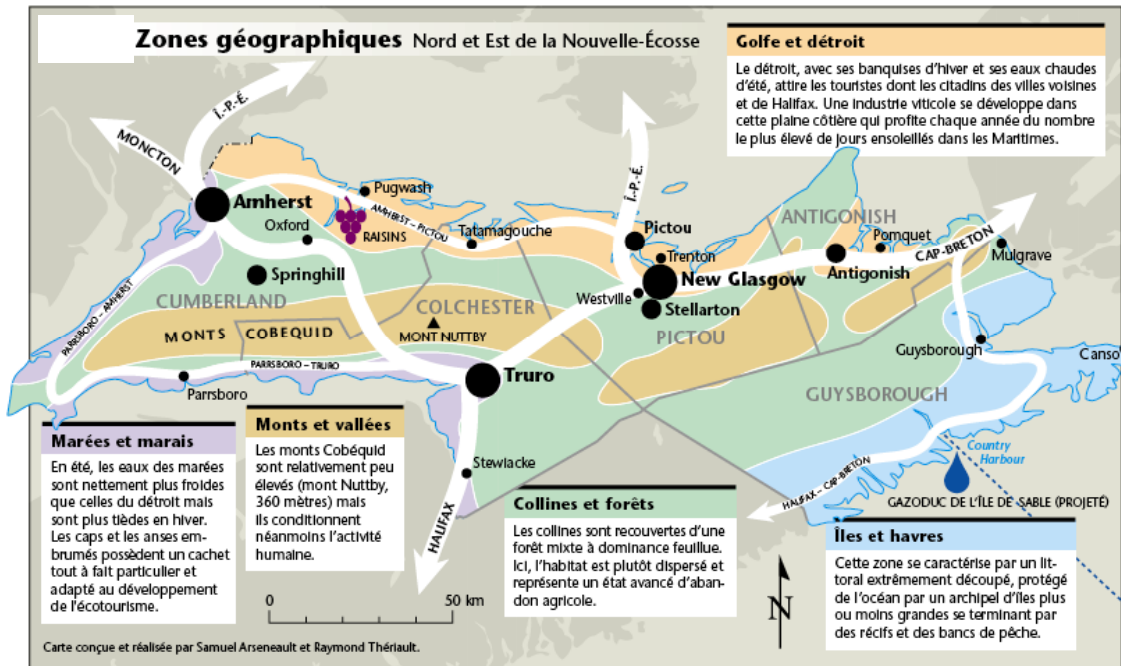 Zones géographiques Nord et Est de la Nouvelle-Écosse
Golfe et détroit
Le détroit, avec ses banquises d'hiver et ses eaux chaudes
d'été, attire les touristes dont les citadins des villes voisines
et de Halifax. Une industrie viticole se développe dans
cette plaine côtière qui profite chaque année du nombre
le plus élevé de jours ensoleillés dans les Maritimes.
Î.-P.-É.
MONCTON
Î.-P.-É.
Amherst
Pugwash
Oxford
RAISINS
AMHERST – PICTOU
Tatamagouche
Pictou
Trenton
New Glasgow
Westville
Stellarton
ANTIGONISH
Pomquet
Antigonish
CAP-BRETON
Mulgrave
Springhill
CUMBERLAND
COLCHESTER
PICTOU
MONTS COBEQUID
MONT NUTTBY
PARRSBORO – AMHERST
PARRSBORO – TRURO
Parrsboro
Truro
Guysborough
Canso
GUYSBOROUGH
Stewiacke
HALIFAX
HALIFAX – CAP-BRETON
Country
Harbour
GAZODUC DE L'ÎLE DE SABLE (PROJETÉ)
Marées et marais
En été, les eaux des marées
sont nettement plus froides
que celles du détroit mais
sont plus tièdes en hiver.
Les caps et les anses em-
brumés possèdent un cachet
tout à fait particulier et
adapté au développement
de l'écotourisme.
Monts et vallées
Les monts Cobéquid
sont relativement peu
élevés (mont Nuttby,
360 mètres) mais
ils conditionnent
néanmoins l'activité
humaine.
Collines et forêts
Les collines sont recouvertes d'une
forêt mixte à dominance feuillue.
Ici, l'habitat est plutôt dispersé et
représente un état avancé d'aban-
don agricole.
Îles et havres
Cette zone se caractérise par un lit-
toral extrêmement découpé, protégé
de l'océan par un archipel d'îles plus
ou moins grandes se terminant par
des récifs et des bancs de pêche.
0 50 km
N
Carte conçue et réalisée par Samuel Arseneault et Raymond Thériault.